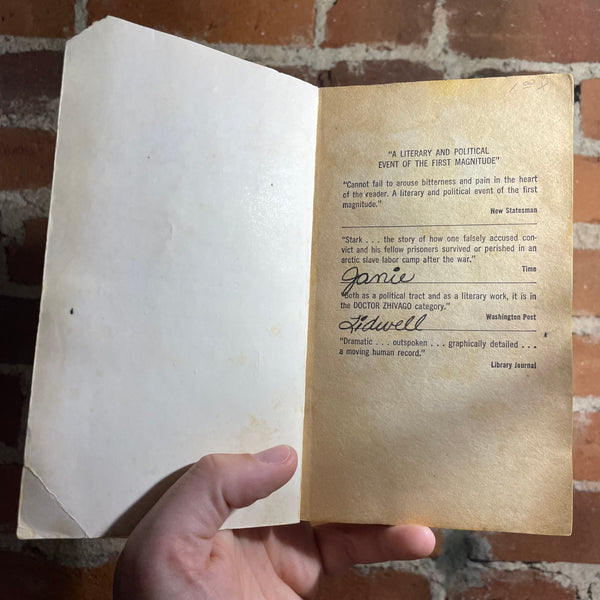 1.00
"A LITERARY AND POLITICAL
EVENT OF THE FIRST MAGNITUDE"
"Cannot fail to arouse bitterness and pain in the heart
of the reader. A literary and political event of the first
magnitude."
New Statesman
"Stark . . . the story of how one falsely accused con-
vict and his fellow prisoners survived or perished in an
arctic slave labor camp after the war."
Time
Janie
"Both as a political tract and as a literary work, it is in
the DOCTOR ZHIVAGO category."
Washington Post
Tidwell
"Dramatic . . . outspoken . . . graphically detailed . . .
a moving human record."
Library Journal